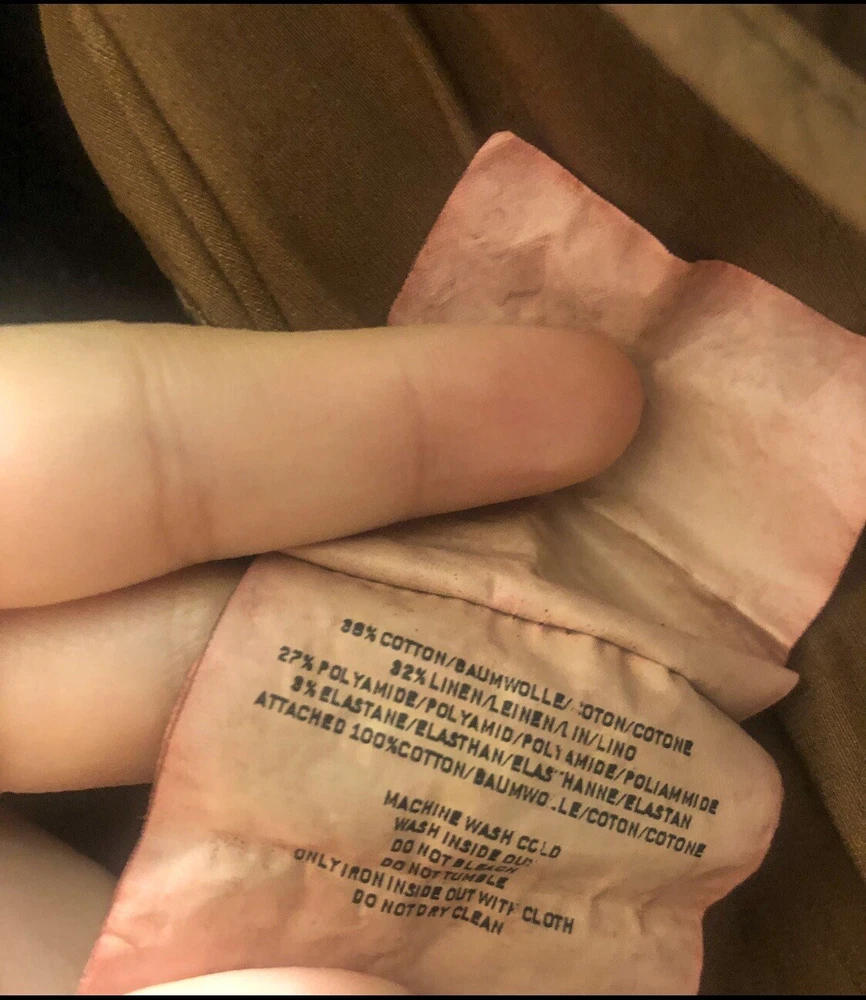 38% COTTON/BAUMWOLLE/COTON/COTONE
32% LINEN/LEINEN/LIN/LINO
27% POLYAMIDE/POLYAMID/POLYAMIDE/POLIAMMIDE
3% ELASTANE/ELASTHAN/ELASTHANNE/ELASTAN
ATTACHED 100%COTTON/BAUMWOLLE/COTON/COTONE
MACHINE WASH COLD
WASH INSIDE OUT
DO NOT BLEACH
DO NOT TUMBLE
ONLY IRON INSIDE OUT WITH CLOTH
DO NOT DRY CLEAN